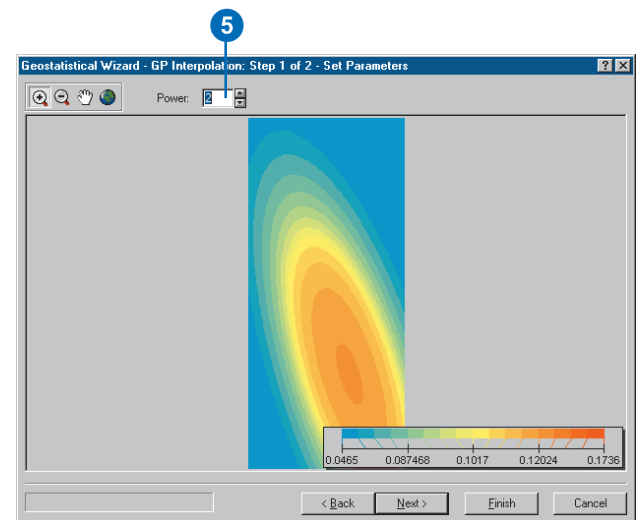 5
Geostatistical Wizard - GP Interpolation: Step 1 of 2 - Set Parameters
Power: 2
0.0465 0.087468 0.1017 0.12024 0.1736
< Back Next > Finish Cancel